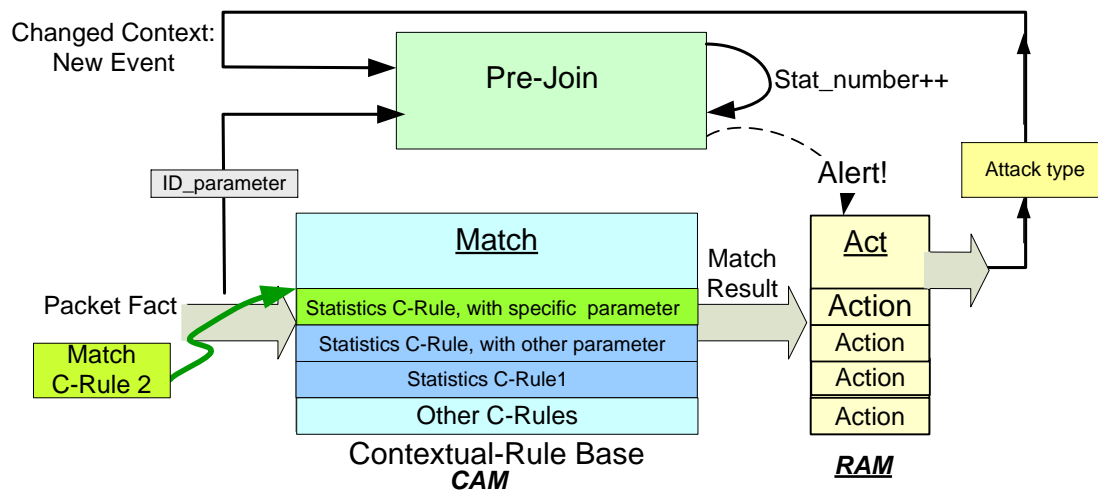 Changed Context:
New Event
Pre-Join
Stat_number++
ID_parameter
Alert!
Attack type
Match
Act
Match
Result
Packet Fact
Statistics C-Rule, with specific parameter
Action
Statistics C-Rule, with other parameter
Action
Match
C-Rule 2
Statistics C-Rule1
Action
Other C-Rules
Action
Contextual-Rule Base
CAM
RAM